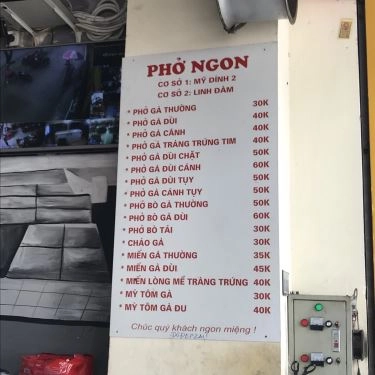 PHỞ NGON
CƠ SỞ 1: MỸ ĐÌNH 2
CƠ SỞ 2: LINH ĐÀM
* PHỞ GÀ THƯỜNG 30K
* PHỞ GÀ ĐÙI 40K
* PHỞ GÀ CÁNH 40K
* PHỞ GÀ TRÀNG TRỨNG TIM 40K
* PHỞ GÀ ĐÙI CHẶT 50K
* PHỞ GÀ ĐÙI CÁNH 60K
* PHỞ GÀ ĐÙI TỤY 50K
* PHỞ GÀ CÁNH TỤY 50K
* PHỞ BÒ GÀ THƯỜNG 50K
* PHỞ BÒ GÀ ĐÙI 60K
* PHỞ BÒ TÁI 30K
* CHÁO GÀ 30K
* MIẾN GÀ THƯỜNG 35K
* MIẾN GÀ ĐÙI 45K
* MIẾN LÒNG MỀ TRÀNG TRỨNG 40K
* MỲ TÔM GÀ 30K
* MỲ TÔM GÀ ĐU 40K
Chúc quý khách ngon miệng !